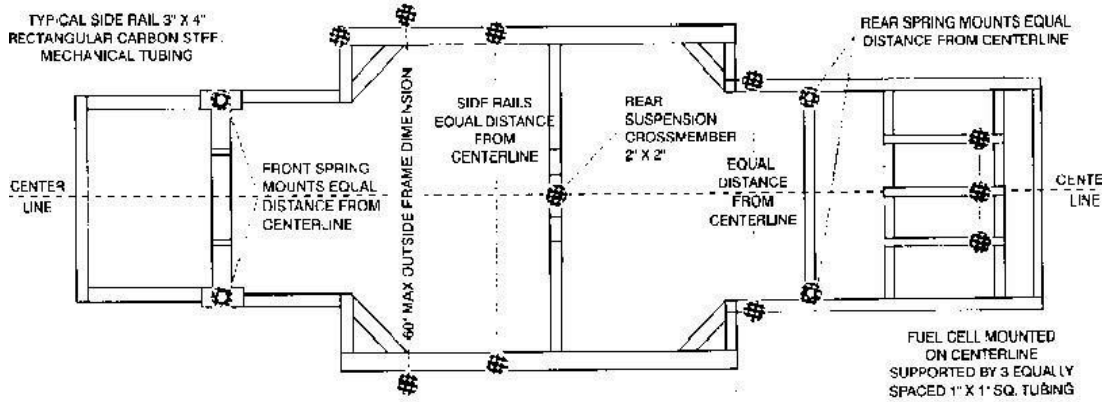 TYPICAL SIDE RAIL 3" X 4"
RECTANGULAR CARBON STEEL
MECHANICAL TUBING
REAR SPRING MOUNTS EQUAL
DISTANCE FROM CENTERLINE
SIDE RAILS
EQUAL DISTANCE
FROM
CENTERLINE
REAR
SUSPENSION
CROSSMEMBER
2" X 2"
60" MAX OUTSIDE FRAME DIMENSION
FRONT SPRING
MOUNTS EQUAL
DISTANCE FROM
CENTERLINE
EQUAL
DISTANCE
FROM
CENTERLINE
CENTER
LINE
CENTE
LINE
FUEL CELL MOUNTED
ON CENTERLINE
SUPPORTED BY 3 EQUALLY
SPACED 1" X 1" SQ. TUBING